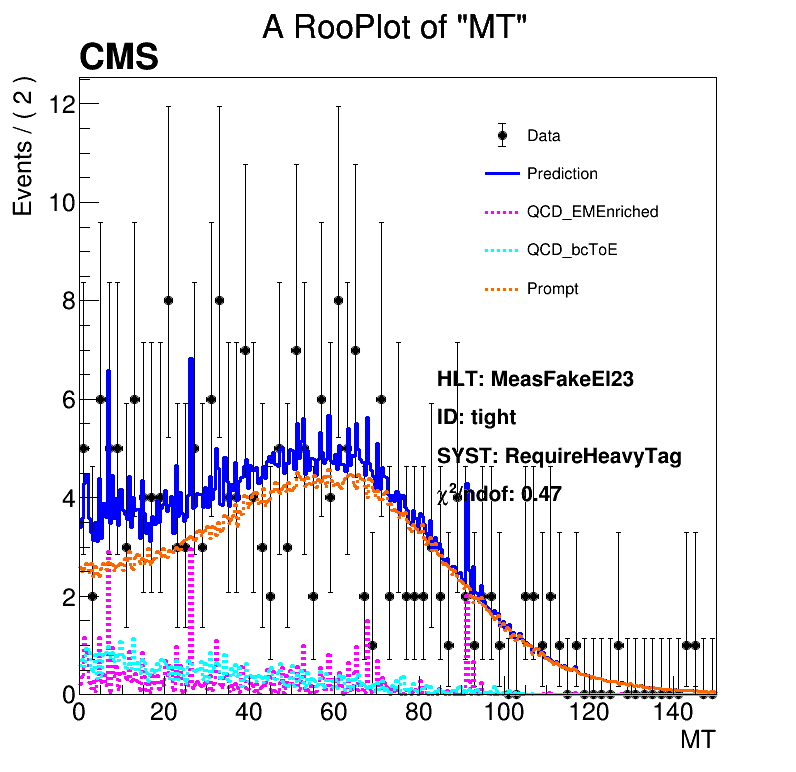 A RooPlot of "MT"
CMS
Events / ( 2 )
12
10
8
6
4
2
0
Data
Prediction
QCD_EMEnriched
QCD_bcToE
Prompt
HLT: MeasFakeEl23
ID: tight
SYST: RequireHeavyTag
χ²/ndof: 0.47
0 20 40 60 80 100 120 140
MT